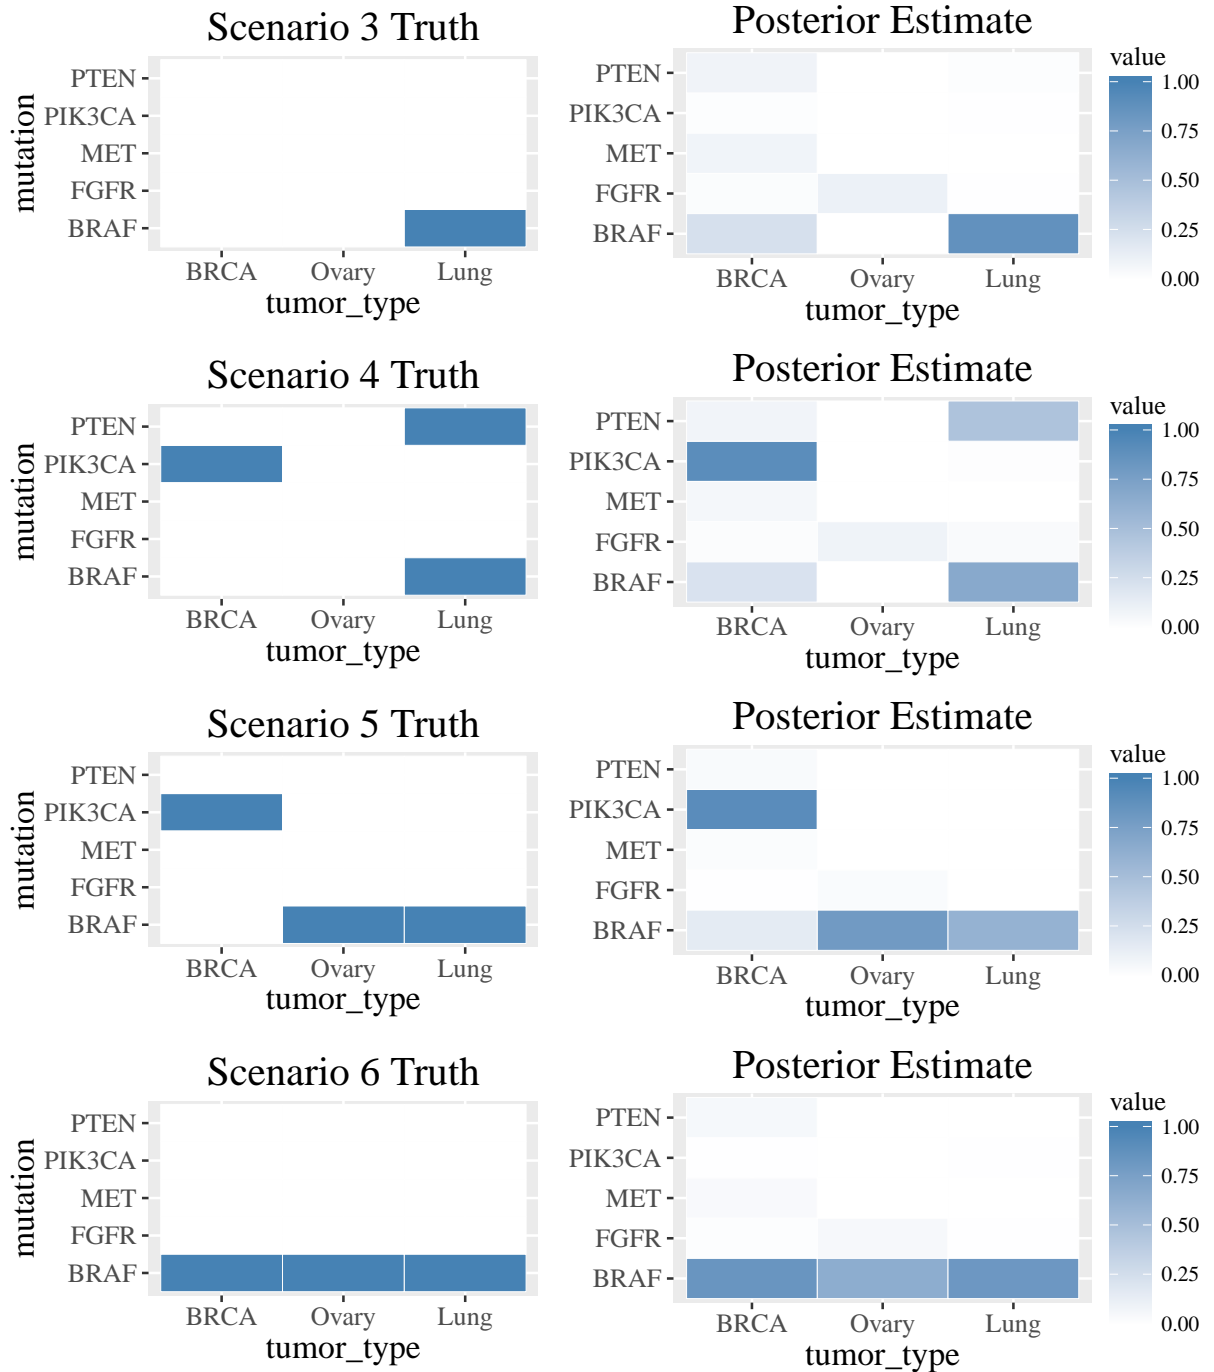 Scenario 3 Truth
mutation
PTEN
PIK3CA
MET
FGFR
BRAF
BRCA Ovary Lung
tumor_type
Posterior Estimate
PTEN
PIK3CA
MET
FGFR
BRAF
BRCA Ovary Lung
tumor_type
value
1.00
0.75
0.50
0.25
0.00
Scenario 4 Truth
mutation
PTEN
PIK3CA
MET
FGFR
BRAF
BRCA Ovary Lung
tumor_type
Posterior Estimate
PTEN
PIK3CA
MET
FGFR
BRAF
BRCA Ovary Lung
tumor_type
value
1.00
0.75
0.50
0.25
0.00
Scenario 5 Truth
mutation
PTEN
PIK3CA
MET
FGFR
BRAF
BRCA Ovary Lung
tumor_type
Posterior Estimate
PTEN
PIK3CA
MET
FGFR
BRAF
BRCA Ovary Lung
tumor_type
value
1.00
0.75
0.50
0.25
0.00
Scenario 6 Truth
mutation
PTEN
PIK3CA
MET
FGFR
BRAF
BRCA Ovary Lung
tumor_type
Posterior Estimate
PTEN
PIK3CA
MET
FGFR
BRAF
BRCA Ovary Lung
tumor_type
value
1.00
0.75
0.50
0.25
0.00